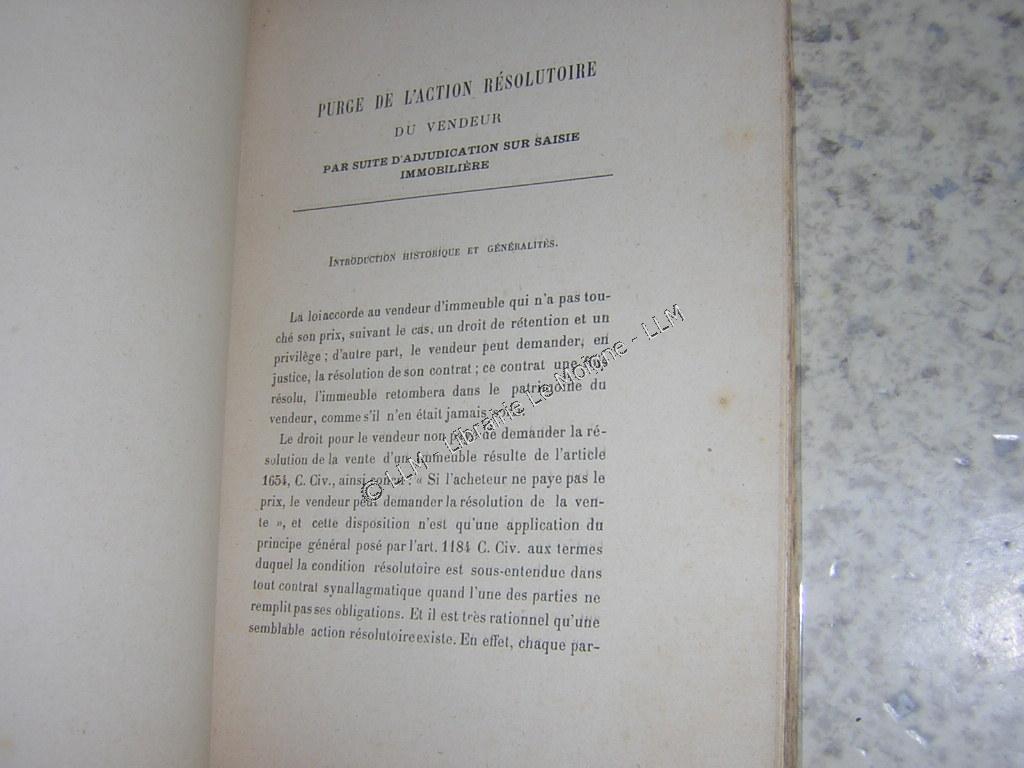 PURGE DE L'ACTION RÉSOLUTOIRE
DU VENDEUR
PAR SUITE D'ADJUDICATION SUR SAISIE
IMMOBILIÈRE
INTRODUCTION HISTORIQUE ET GÉNÉRALITÉS.
La loi accorde au vendeur d'immeuble qui n'a pas tou-
ché son prix, suivant le cas, un droit de rétention et un
privilège ; d'autre part, le vendeur peut demander, en
justice, la résolution de son contrat ; ce contrat une fois
résolu, l'immeuble retombera dans le patrimoine du
vendeur, comme s'il n'en était jamais sorti.
Le droit pour le vendeur non payé de demander la ré-
solution de la vente d'un immeuble résulte de l'article
1654, C. Civ., ainsi conçu : « Si l'acheteur ne paye pas le
prix, le vendeur peut demander la résolution de la ven-
te », et cette disposition n'est qu'une application du
principe général posé par l'art. 1184 C. Civ. aux termes
duquel la condition résolutoire est sous-entendue dans
tout contrat synallagmatique quand l'une des parties ne
remplit pas ses obligations. Et il est très rationnel qu'une
semblable action résolutoire existe. En effet, chaque par-
© LLM - Librairie Le Moigne - LLM